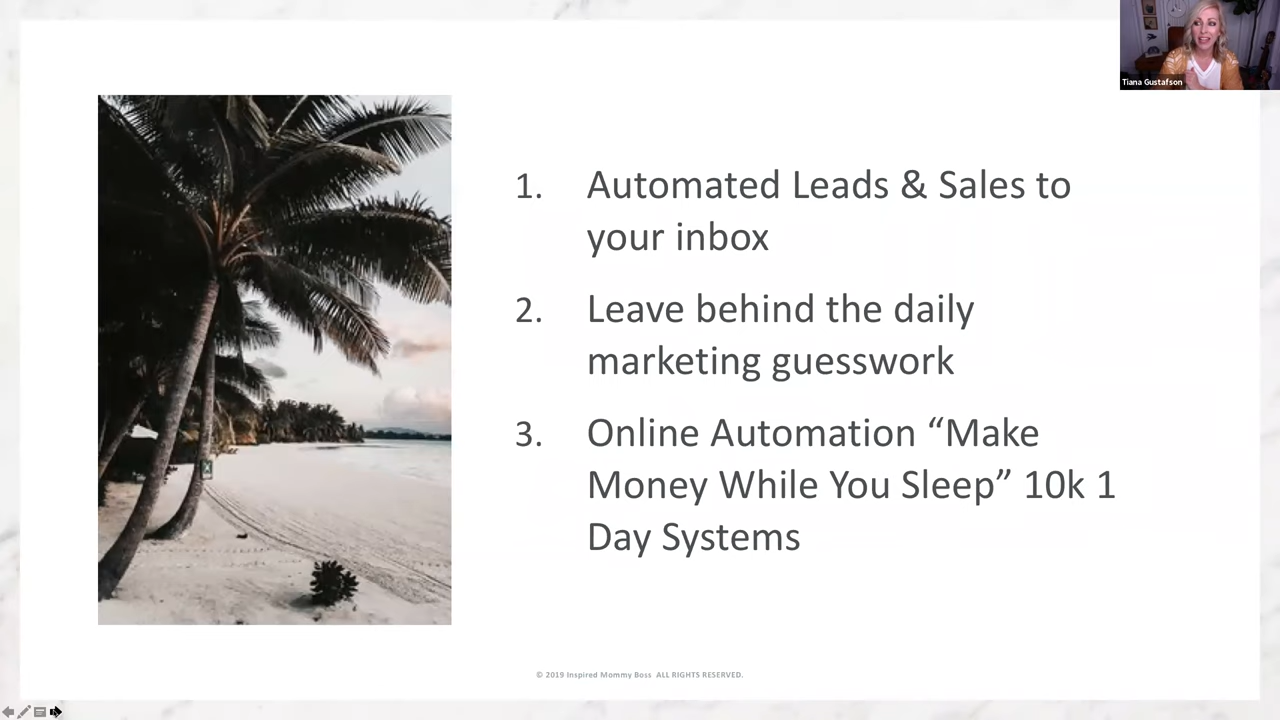 Tiana Gustafson
1. Automated Leads & Sales to
your inbox
2. Leave behind the daily
marketing guesswork
3. Online Automation “Make
Money While You Sleep” 10k 1
Day Systems
© 2019 Inspired Mommy Boss ALL RIGHTS RESERVED.